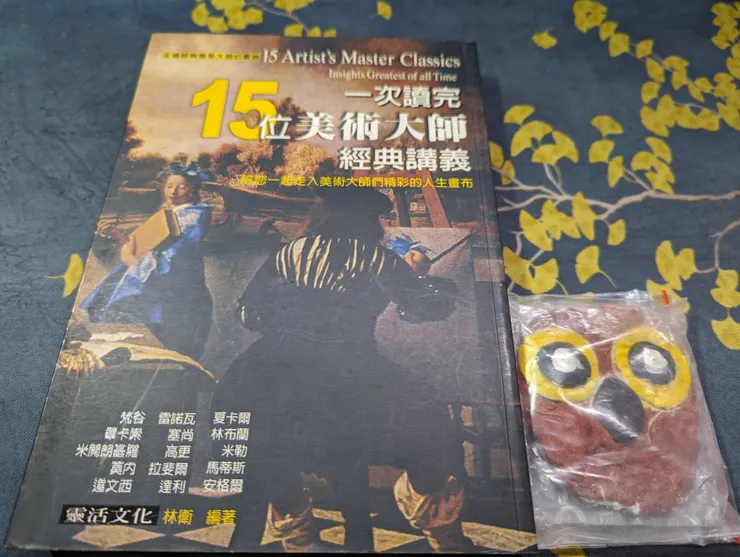 走過經典藝術大師的長廊 15 Artist's Master Classics
Insights Greatest of all Time
一次讀完
15位美術大師
經典講義
陪您一起走入美術大師們精彩的人生畫布
梵谷 雷諾瓦 夏卡爾
畢卡索 塞尚 林布蘭
米開朗基羅 高更 米勒
莫內 拉斐爾 馬蒂斯
達文西 達利 安格爾
靈活文化 林衛 編著